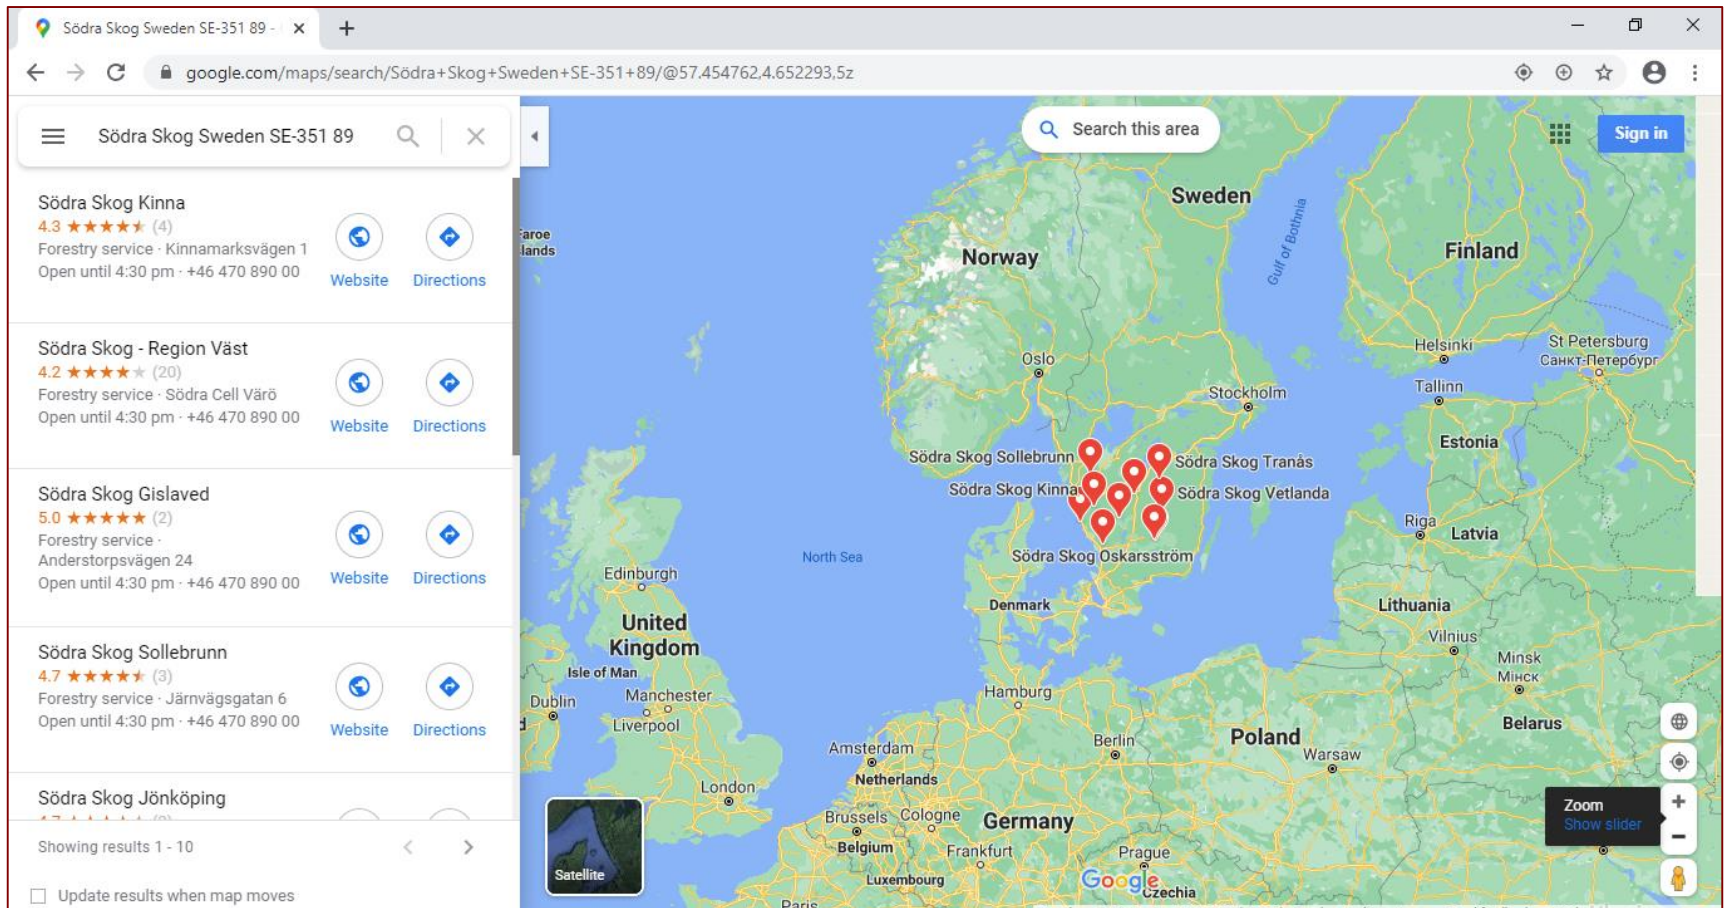 Södra Skog Sweden SE-351 89 -
google.com/maps/search/Södra+Skog+Sweden+SE-351+89/@57.454762,4.652293,5z
Södra Skog Sweden SE-351 89
Södra Skog Kinna
4.3 ★★★★★ (4)
Forestry service · Kinnamarksvägen 1
Open until 4:30 pm · +46 470 890 00
Website
Directions
Södra Skog - Region Väst
4.2 ★★★★★ (20)
Forestry service · Södra Cell Värö
Open until 4:30 pm · +46 470 890 00
Website
Directions
Södra Skog Gislaved
5.0 ★★★★★ (2)
Forestry service ·
Anderstorpsvägen 24
Open until 4:30 pm · +46 470 890 00
Website
Directions
Södra Skog Sollebrunn
4.7 ★★★★★ (3)
Forestry service · Järnvägsgatan 6
Open until 4:30 pm · +46 470 890 00
Website
Directions
Södra Skog Jönköping
Showing results 1 - 10
Update results when map moves
Search this area
Sign in
Sweden
Gulf of Bothnia
Finland
Norway
Faroe
Islands
Helsinki
St Petersburg
Санкт-Петербург
Oslo
Stockholm
Tallinn
Estonia
Södra Skog Sollebrunn
Södra Skog Tranås
Södra Skog Kinna
Södra Skog Vetlanda
Riga
Latvia
North Sea
Södra Skog Oskarsström
Edinburgh
Denmark
Lithuania
United
Kingdom
Vilnius
Isle of Man
Minsk
Мінск
Dublin
Manchester
Liverpool
Hamburg
Belarus
Amsterdam
Berlin
Poland
Warsaw
Netherlands
London
Brussels
Cologne
Germany
Zoom
Show slider
Belgium
Frankfurt
Prague
Satellite
Luxembourg
Google
Czechia
Paris